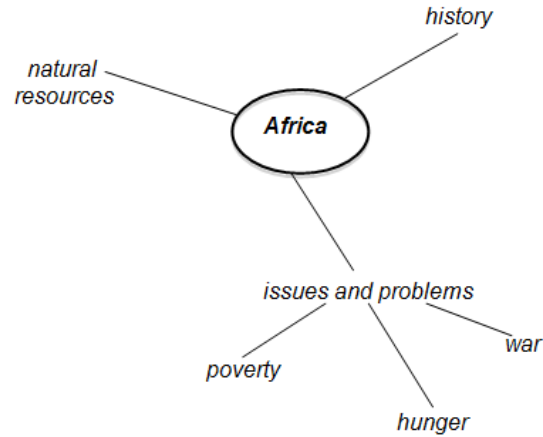 history
natural
resources
Africa
issues and problems
war
poverty
hunger